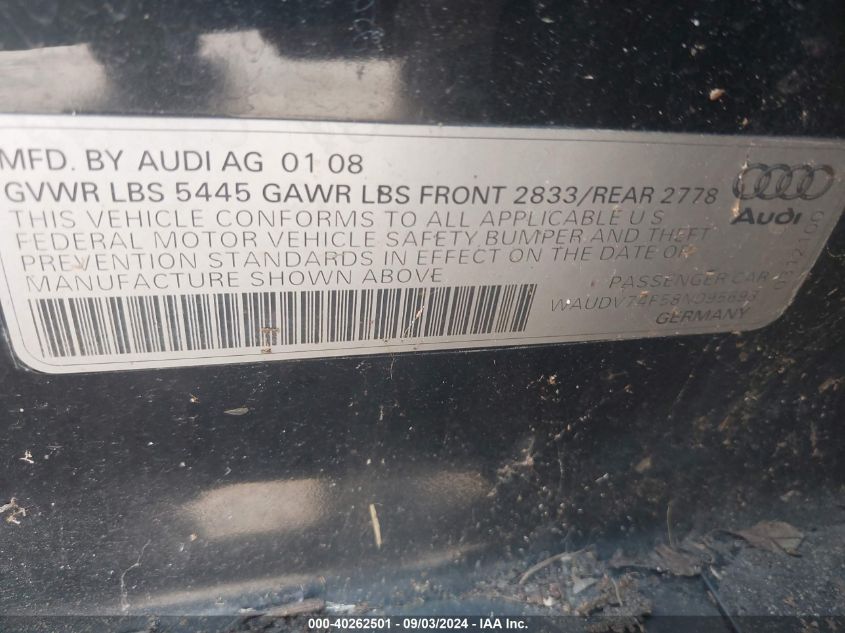 MFD. BY AUDI AG 01 08
GVWR LBS 5445 GAWR LBS FRONT 2833/REAR 2778
THIS VEHICLE CONFORMS TO ALL APPLICABLE U S
FEDERAL MOTOR VEHICLE SAFETY, BUMPER AND THEFT
PREVENTION STANDARDS IN EFFECT ON THE DATE OF
MANUFACTURE SHOWN ABOVE
Audi
PASSENGER CAR
WAUDV74F58N095693
GERMANY
000-40262501 - 09/03/2024 - IAA Inc.